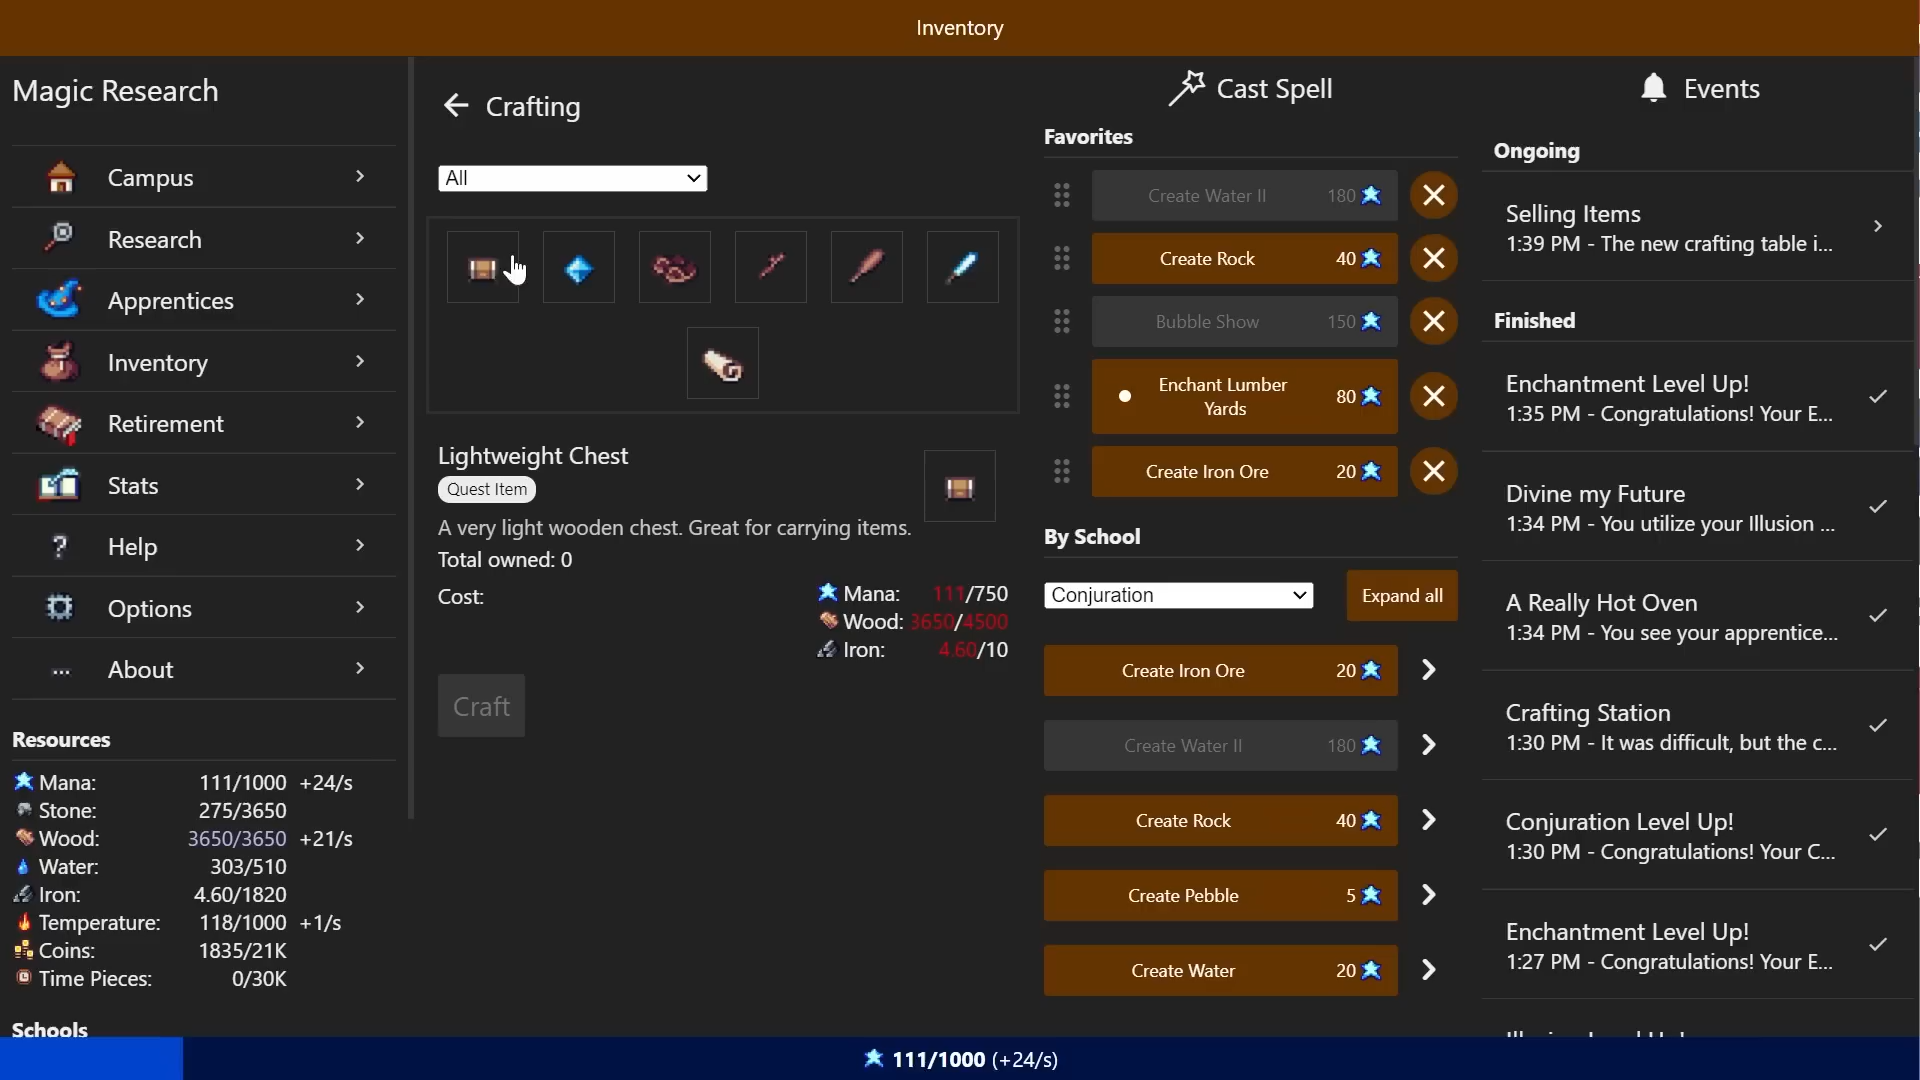 Inventory
Magic Research
Campus
Research
Apprentices
Inventory
Retirement
Stats
Help
Options
About
Resources
Mana: 111/1000 +24/s
Stone: 275/3650
Wood: 3650/3650 +21/s
Water: 303/510
Iron: 4.60/1820
Temperature: 118/1000 +1/s
Coins: 1835/21K
Time Pieces: 0/30K
Schools
Crafting
All
Lightweight Chest
Quest Item
A very light wooden chest. Great for carrying items.
Total owned: 0
Cost:
Mana: 111/750
Wood: 3650/4500
Iron: 4.60/10
Craft
Cast Spell
Favorites
Create Water II 180
Create Rock 40
Bubble Show 150
Enchant Lumber
Yards 80
Create Iron Ore 20
By School
Conjuration
Expand all
Create Iron Ore 20
Create Water II 180
Create Rock 40
Create Pebble 5
Create Water 20
Events
Ongoing
Selling Items
1:39 PM - The new crafting table i...
Finished
Enchantment Level Up!
1:35 PM - Congratulations! Your E...
Divine my Future
1:34 PM - You utilize your Illusion ...
A Really Hot Oven
1:34 PM - You see your apprentice...
Crafting Station
1:30 PM - It was difficult, but the c...
Conjuration Level Up!
1:30 PM - Congratulations! Your C...
Enchantment Level Up!
1:27 PM - Congratulations! Your E...
111/1000 (+24/s)